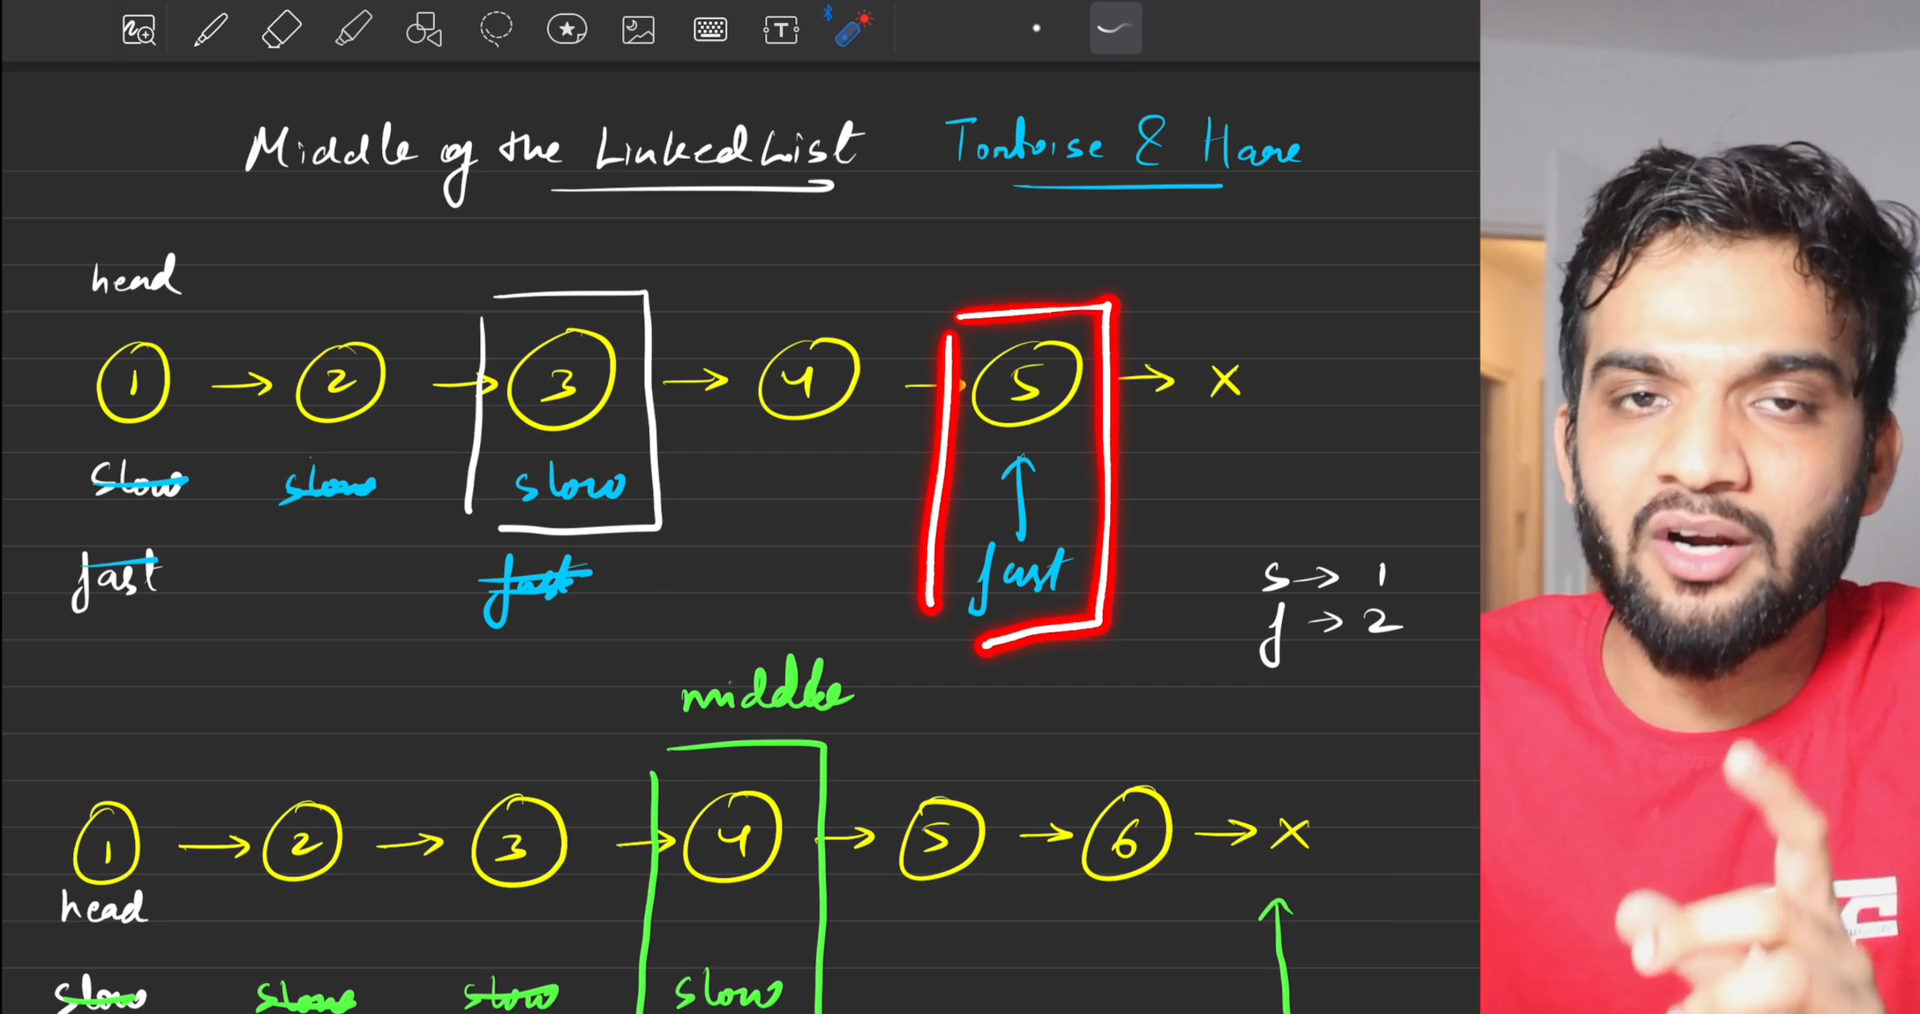 Middle of the LinkedList Tortoise & Hare
head
1 → 2 → 3 → 4 → 5 → x
slow slow slow
fast fast fast
s → 1
f → 2
middle
1 → 2 → 3 → 4 → 5 → 6 → x
head
slow slow slow slow